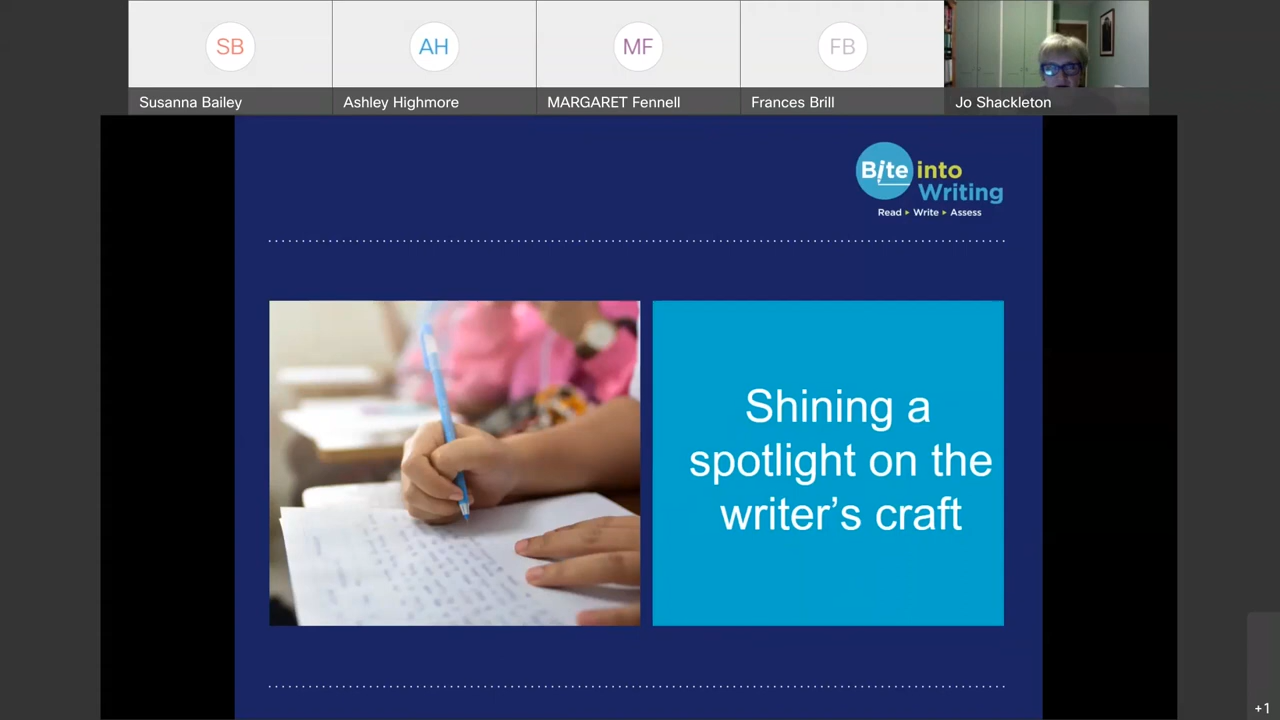 SB
AH
MF
FB
Susanna Bailey
Ashley Highmore
MARGARET Fennell
Frances Brill
Jo Shackleton
Bite into
Writing
Read ▸ Write ▸ Assess
Shining a
spotlight on the
writer’s craft
+1